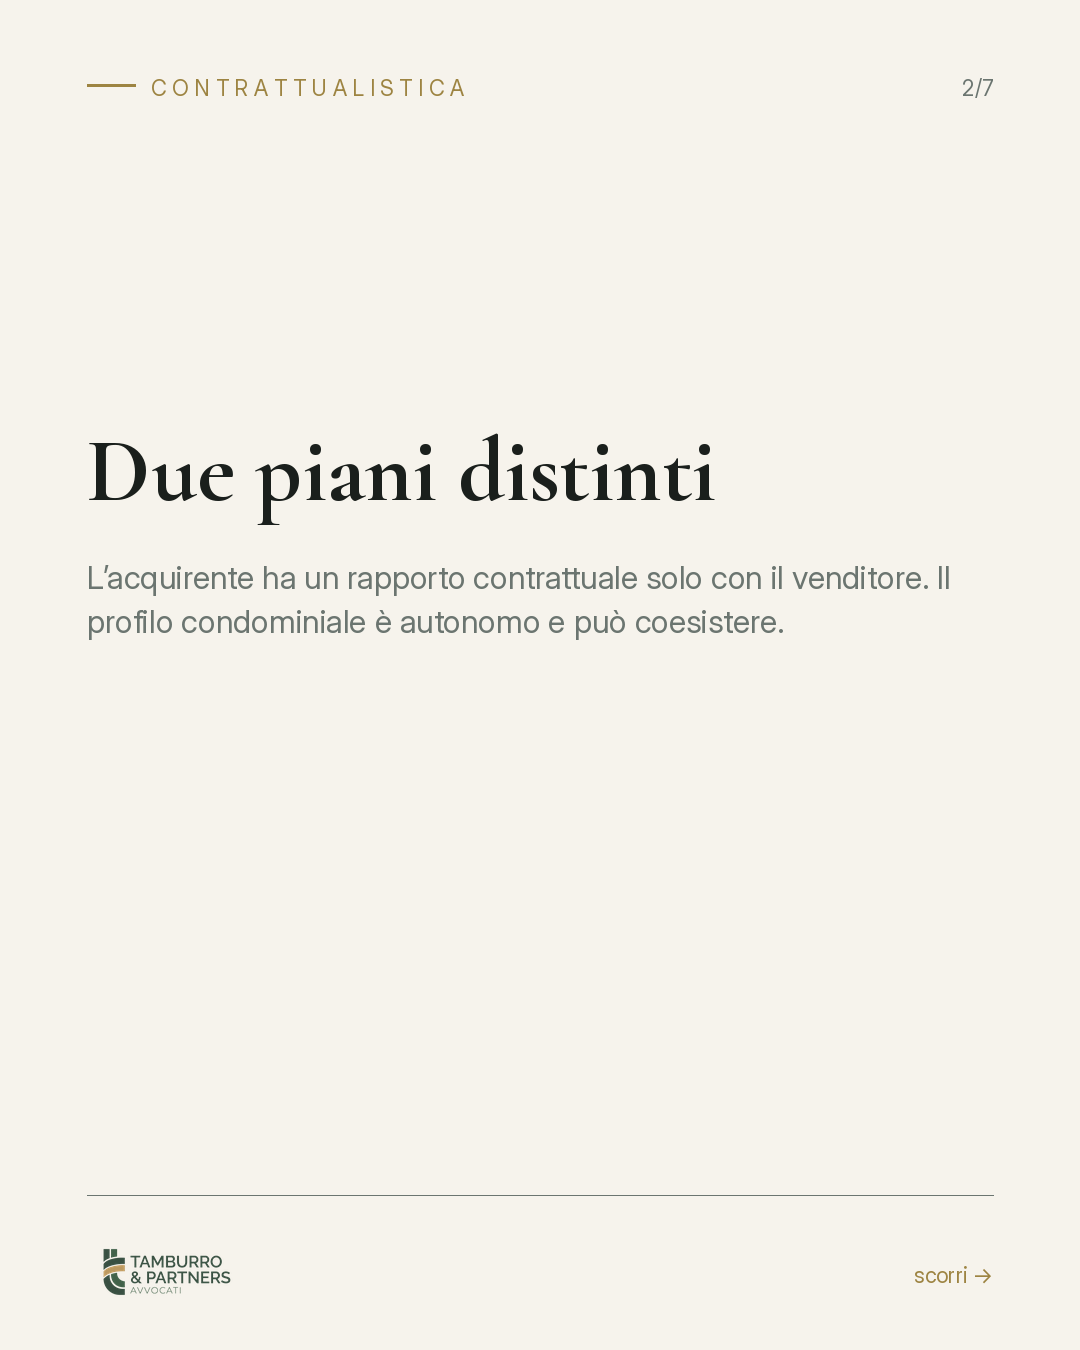 CONTRATTUALISTICA
2/7
Due piani distinti
L’acquirente ha un rapporto contrattuale solo con il venditore. Il
profilo condominiale è autonomo e può coesistere.
TAMBURRO
& PARTNERS
AVVOCATI
scorri →